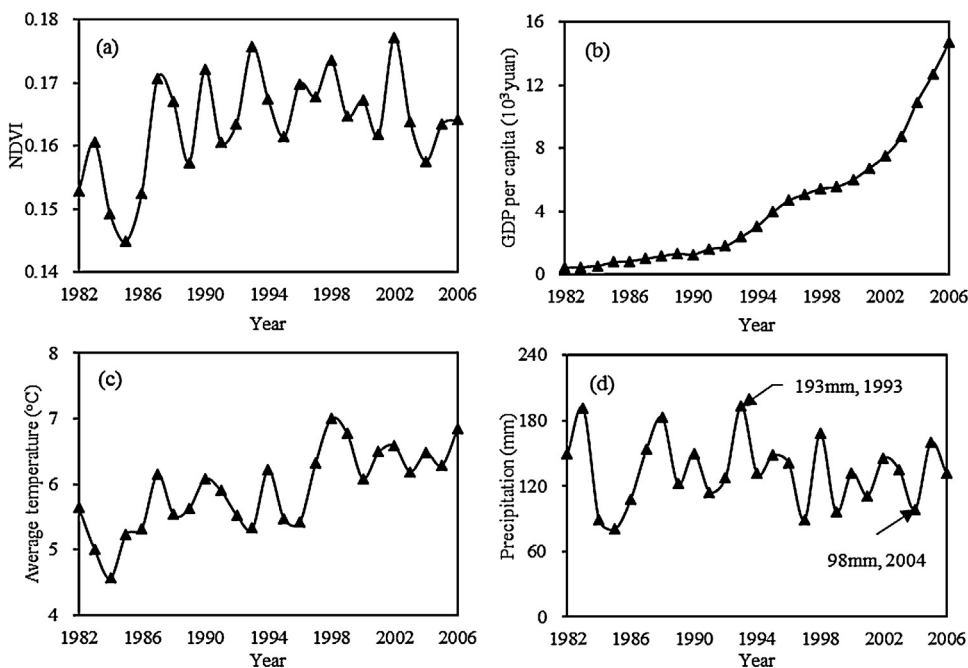 0.18
0.17
0.16
0.15
0.14
NDVI
(a)
1982 1986 1990 1994 1998 2002 2006
Year
16
12
8
4
0
GDP per capita (10³yuan)
(b)
1982 1986 1990 1994 1998 2002 2006
Year
8
7
6
5
4
Average temperature (°C)
(c)
1982 1986 1990 1994 1998 2002 2006
Year
240
180
120
60
0
Precipitation (mm)
(d)
193mm, 1993
98mm, 2004
1982 1986 1990 1994 1998 2002 2006
Year